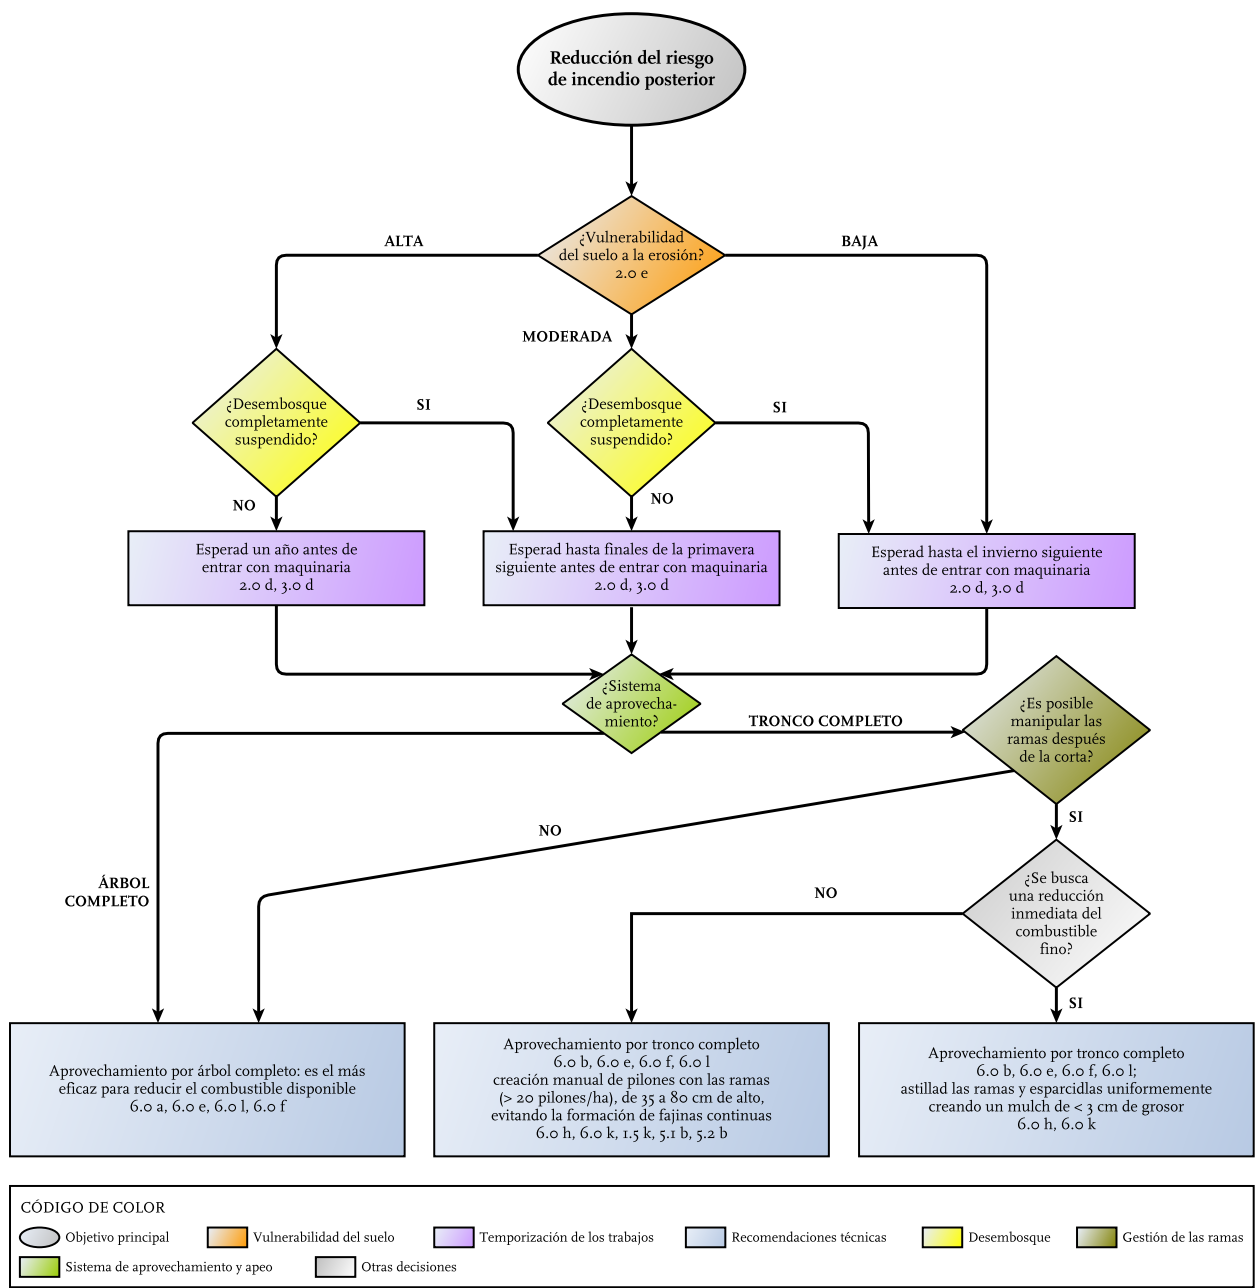 Reducción del riesgo
de incendio posterior
¿Vulnerabilidad
del suelo a la erosión?
2.0 e
ALTA
BAJA
MODERADA
¿Desembosque
completamente
suspendido?
SI
¿Desembosque
completamente
suspendido?
SI
NO
NO
Esperad un año antes de
entrar con maquinaria
2.0 d, 3.0 d
Esperad hasta finales de la primavera
siguiente antes de entrar con maquinaria
2.0 d, 3.0 d
Esperad hasta el invierno siguiente
antes de entrar con maquinaria
2.0 d, 3.0 d
¿Sistema
de aprovecha-
miento?
TRONCO COMPLETO
¿Es posible
manipular las
ramas después
de la corta?
NO
SI
ÁRBOL
COMPLETO
¿Se busca
una reducción
inmediata del
combustible
fino?
NO
SI
Aprovechamiento por árbol completo: es el más
eficaz para reducir el combustible disponible
6.0 a, 6.0 e, 6.0 l, 6.0 f
Aprovechamiento por tronco completo
6.0 b, 6.0 e, 6.0 f, 6.0 l
creación manual de pilones con las ramas
(> 20 pilones/ha), de 35 a 80 cm de alto,
evitando la formación de fajinas continuas
6.0 h, 6.0 k, 1.5 k, 5.1 b, 5.2 b
Aprovechamiento por tronco completo
6.0 b, 6.0 e, 6.0 f, 6.0 l;
astillad las ramas y esparcidlas uniformemente
creando un mulch de < 3 cm de grosor
6.0 h, 6.0 k
CÓDIGO DE COLOR
Objetivo principal
Vulnerabilidad del suelo
Temporización de los trabajos
Recomendaciones técnicas
Desembosque
Gestión de las ramas
Sistema de aprovechamiento y apeo
Otras decisiones